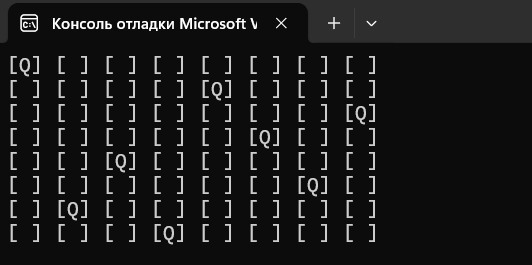 Консоль отладки Microsoft V
[Q] [ ] [ ] [ ] [ ] [ ] [ ] [ ]
[ ] [ ] [ ] [ ] [Q] [ ] [ ] [ ]
[ ] [ ] [ ] [ ] [ ] [ ] [ ] [Q]
[ ] [ ] [ ] [ ] [ ] [Q] [ ] [ ]
[ ] [ ] [Q] [ ] [ ] [ ] [ ] [ ]
[ ] [ ] [ ] [ ] [ ] [ ] [Q] [ ]
[ ] [Q] [ ] [ ] [ ] [ ] [ ] [ ]
[ ] [ ] [ ] [Q] [ ] [ ] [ ] [ ]